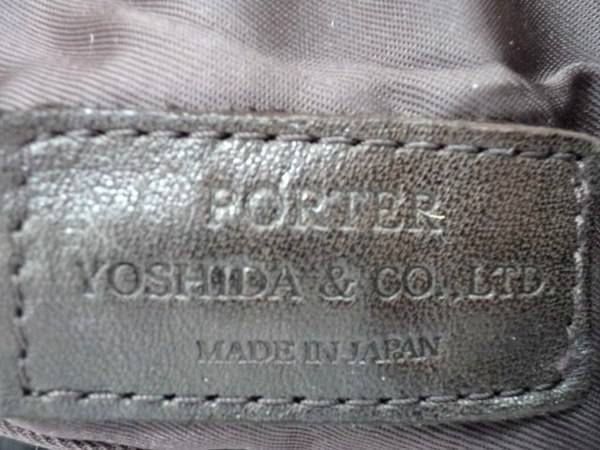 PORTER
YOSHIDA & CO., LTD.
MADE IN JAPAN